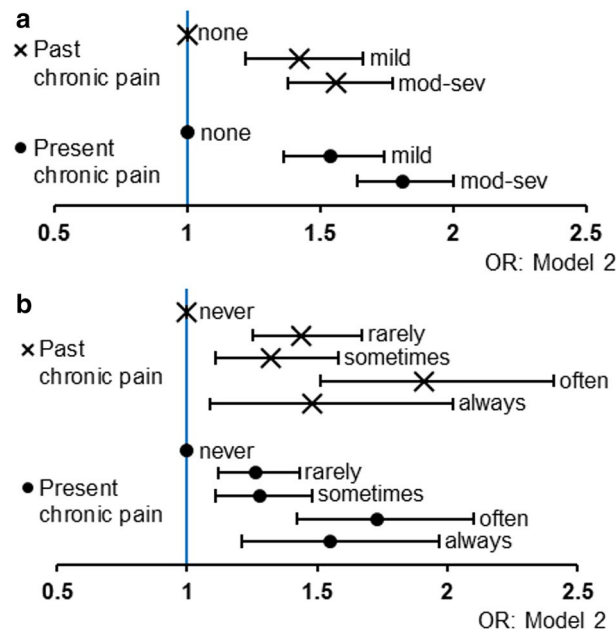 a
none
× Past
chronic pain
mild
mod-sev
none
● Present
chronic pain
mild
mod-sev
0.5 1 1.5 2 2.5
OR: Model 2
b
never
× Past
chronic pain
rarely
sometimes
often
always
never
● Present
chronic pain
rarely
sometimes
often
always
0.5 1 1.5 2 2.5
OR: Model 2